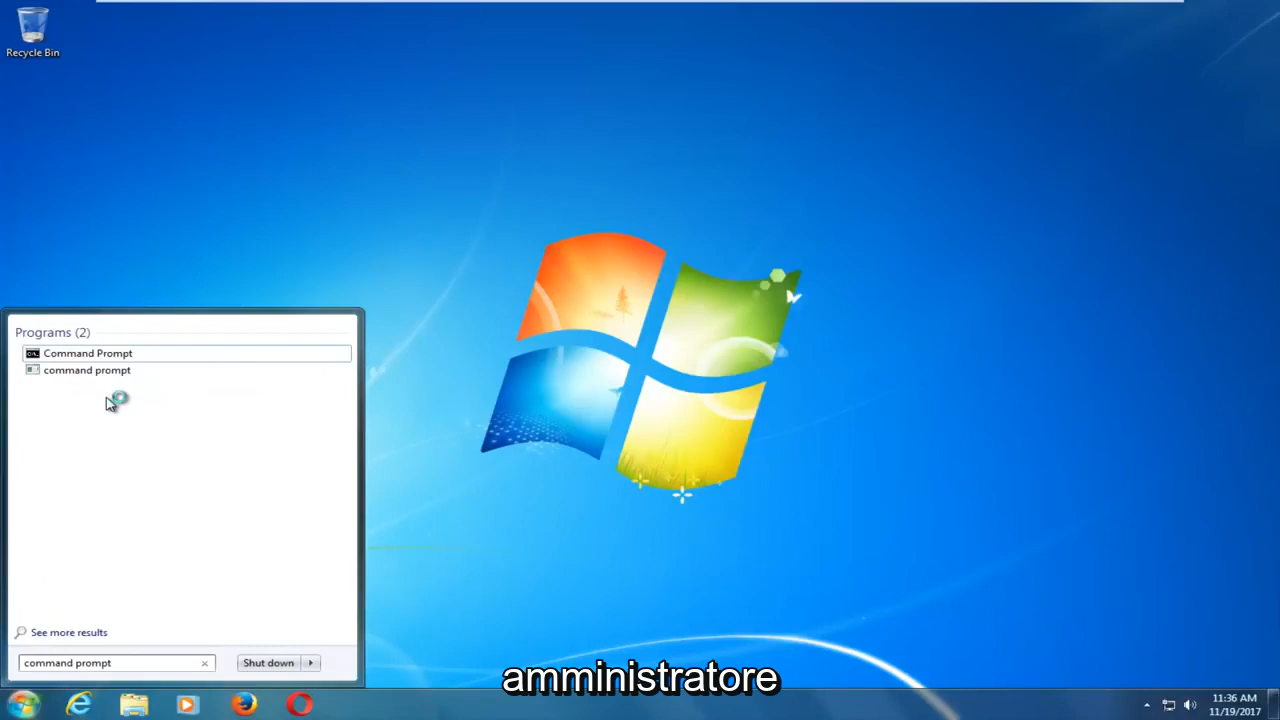 Recycle Bin
Programs (2)
Command Prompt
command prompt
See more results
command prompt
Shut down
amministratore
11:36 AM
11/19/2017